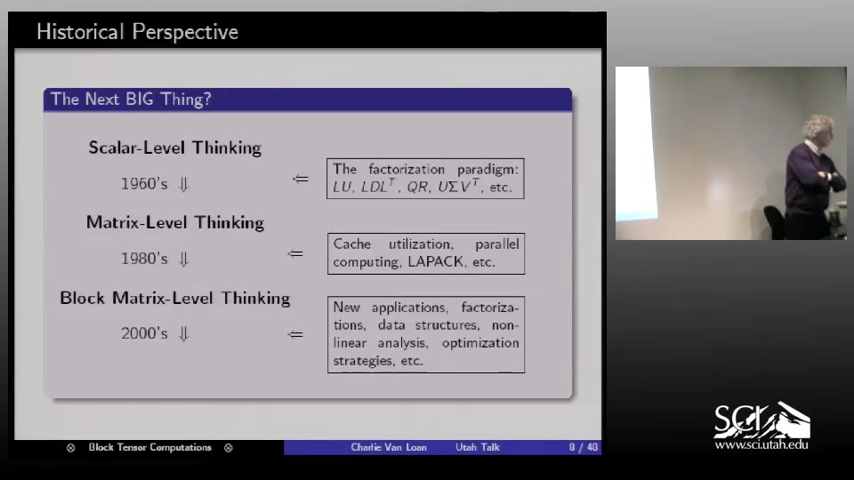 Historical Perspective
The Next BIG Thing?
Scalar-Level Thinking
1960's ⇓
⇐
The factorization paradigm:
LU, LDL^T, QR, UΣV^T, etc.
Matrix-Level Thinking
1980's ⇓
⇐
Cache utilization, parallel
computing, LAPACK, etc.
Block Matrix-Level Thinking
2000's ⇓
⇐
New applications, factoriza-
tions, data structures, non-
linear analysis, optimization
strategies, etc.
⊗ Block Tensor Computations ⊗ Charlie Van Loan Utah Talk 8 / 48
SCI
www.sci.utah.edu